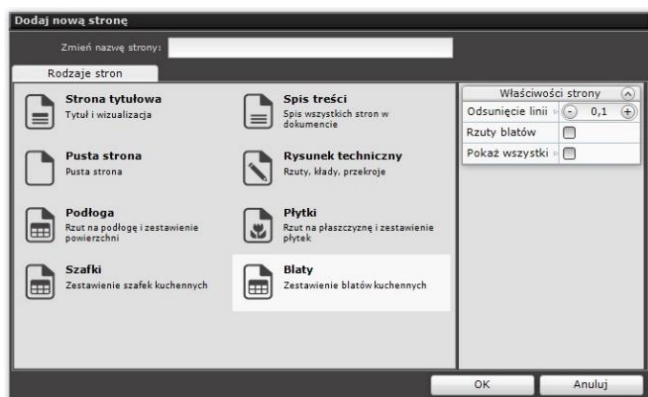 Dodaj nową stronę
Zmień nazwę strony:
Rodzaje stron
Strona tytułowa
Tytuł i wizualizacja
Spis treści
Spis wszystkich stron w
dokumencie
Pusta strona
Pusta strona
Rysunek techniczny
Rzuty, kłady, przekroje
Podłoga
Rzut na podłogę i zestawienie
powierzchni
Płytki
Rzut na płaszczyznę i zestawienie
płytek
Szafki
Zestawienie szafek kuchennych
Blaty
Zestawienie blatów kuchennych
Właściwości strony
Odsunięcie linii - 0,1 +
Rzuty blatów
Pokaż wszystki
OK Anuluj